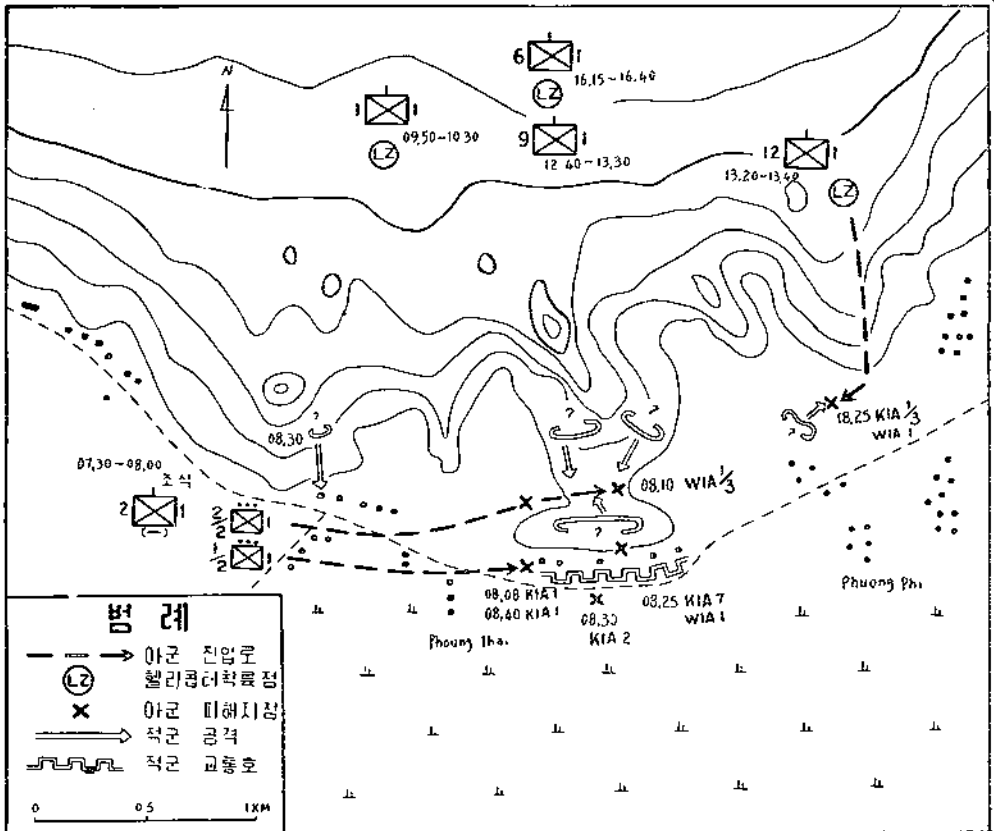 N
6 1
16.15~16.40
LZ
1 1
09.50~10.30
LZ
9 1
12.40~13.30
12 1
13.20~13.40
LZ
?
08.30
?
?
18.25 KIA 1/3
WIA 1
07.30~08.00
조식
2 1
(−)
2/2 1
1/2 1
08.10 WIA 1/3
?
08.08 KIA 1
08.40 KIA 1
08.30
KIA 2
08.25 KIA 7
WIA 1
Phoung Thai
Phuong Phi
범 례
아군 진입로
LZ 헬리콥터착륙점
아군 피해지점
적군 공격
적군 교통호
0 0.5 1KM